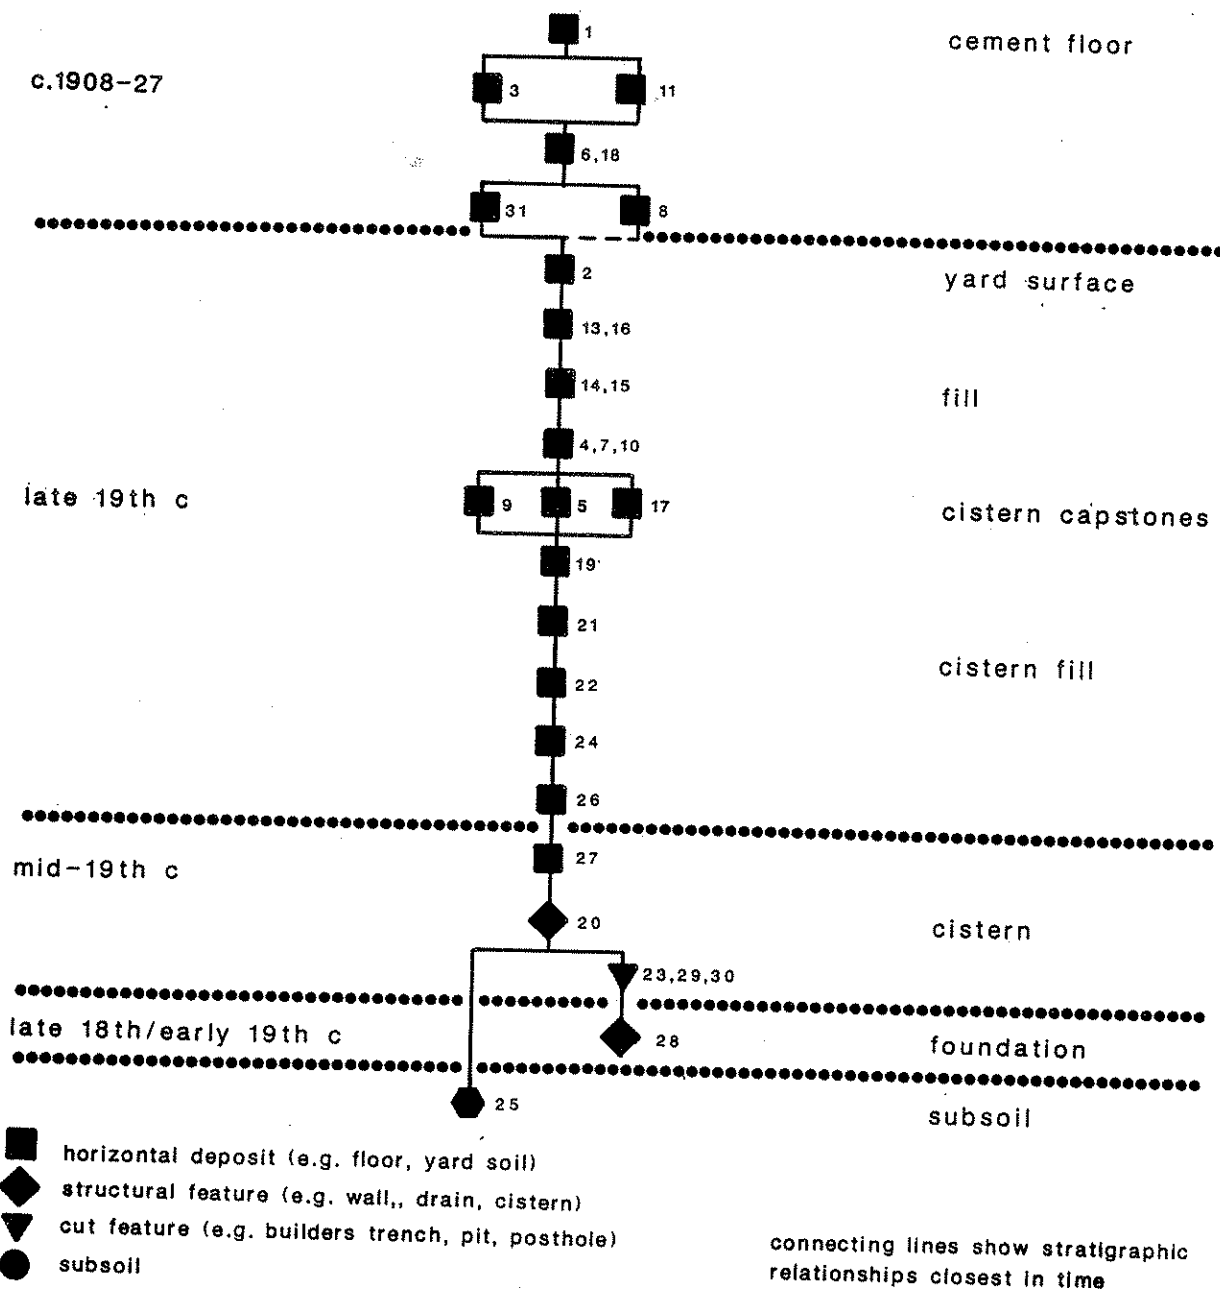 1
cement floor
c.1908-27
3
11
6,18
31
8
2
yard surface
13,16
14,15
fill
4,7,10
late 19th c
9
5
17
cistern capstones
19
21
cistern fill
22
24
26
27
mid-19th c
20
cistern
23,29,30
late 18th/early 19th c
28
foundation
25
subsoil
horizontal deposit (e.g. floor, yard soil)
structural feature (e.g. wall,, drain, cistern)
cut feature (e.g. builders trench, pit, posthole)
subsoil
connecting lines show stratigraphic
relationships closest in time